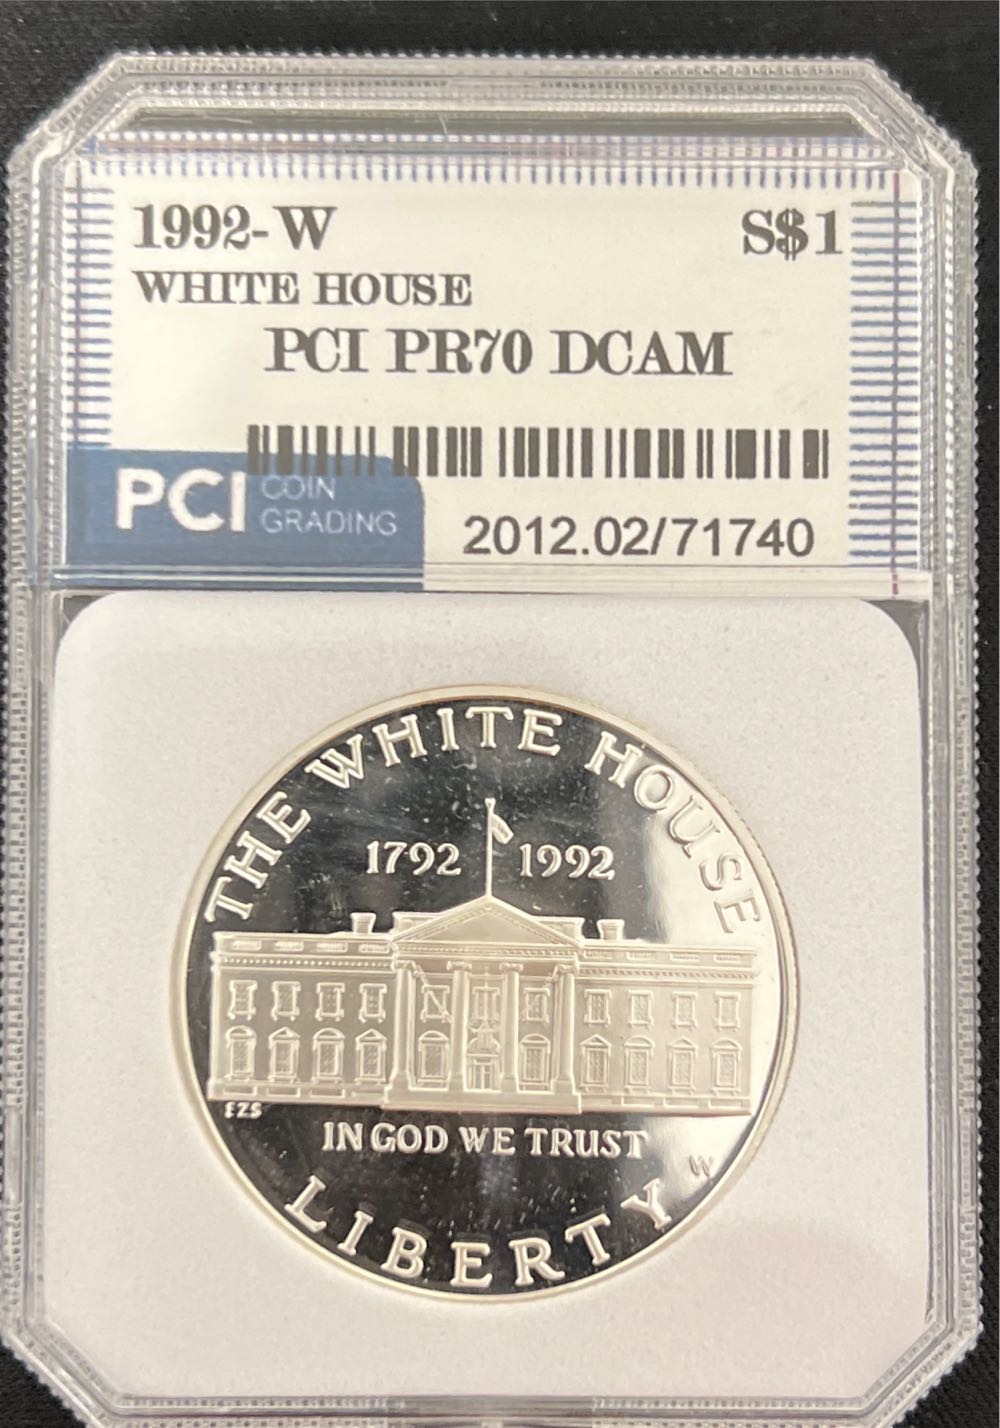 1992-W S$1
WHITE HOUSE
PCI PR70 DCAM
PCI COIN
GRADING
2012.02/71740
THE WHITE HOUSE
1792 1992
EZS
IN GOD WE TRUST
W
LIBERTY